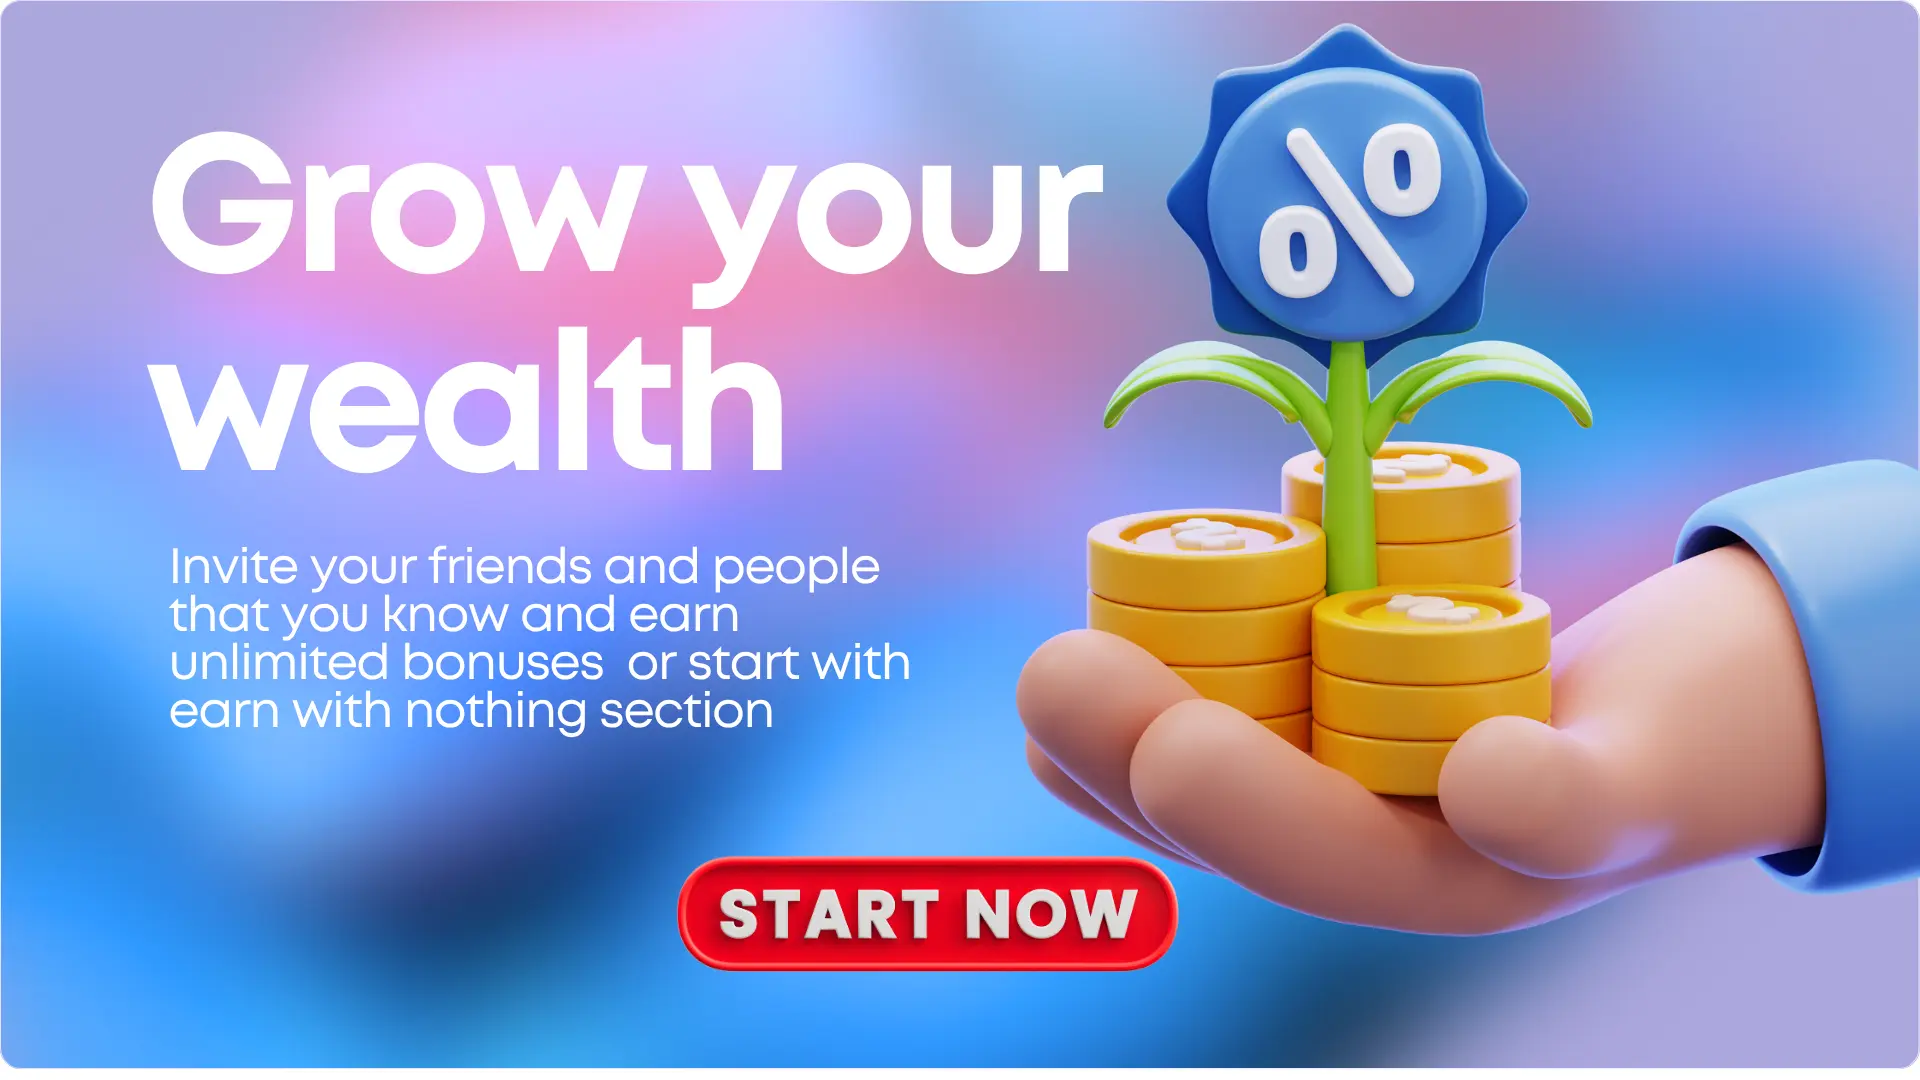 Grow your
wealth
Invite your friends and people
that you know and earn
unlimited bonuses  or start with
earn with nothing section
START NOW
%